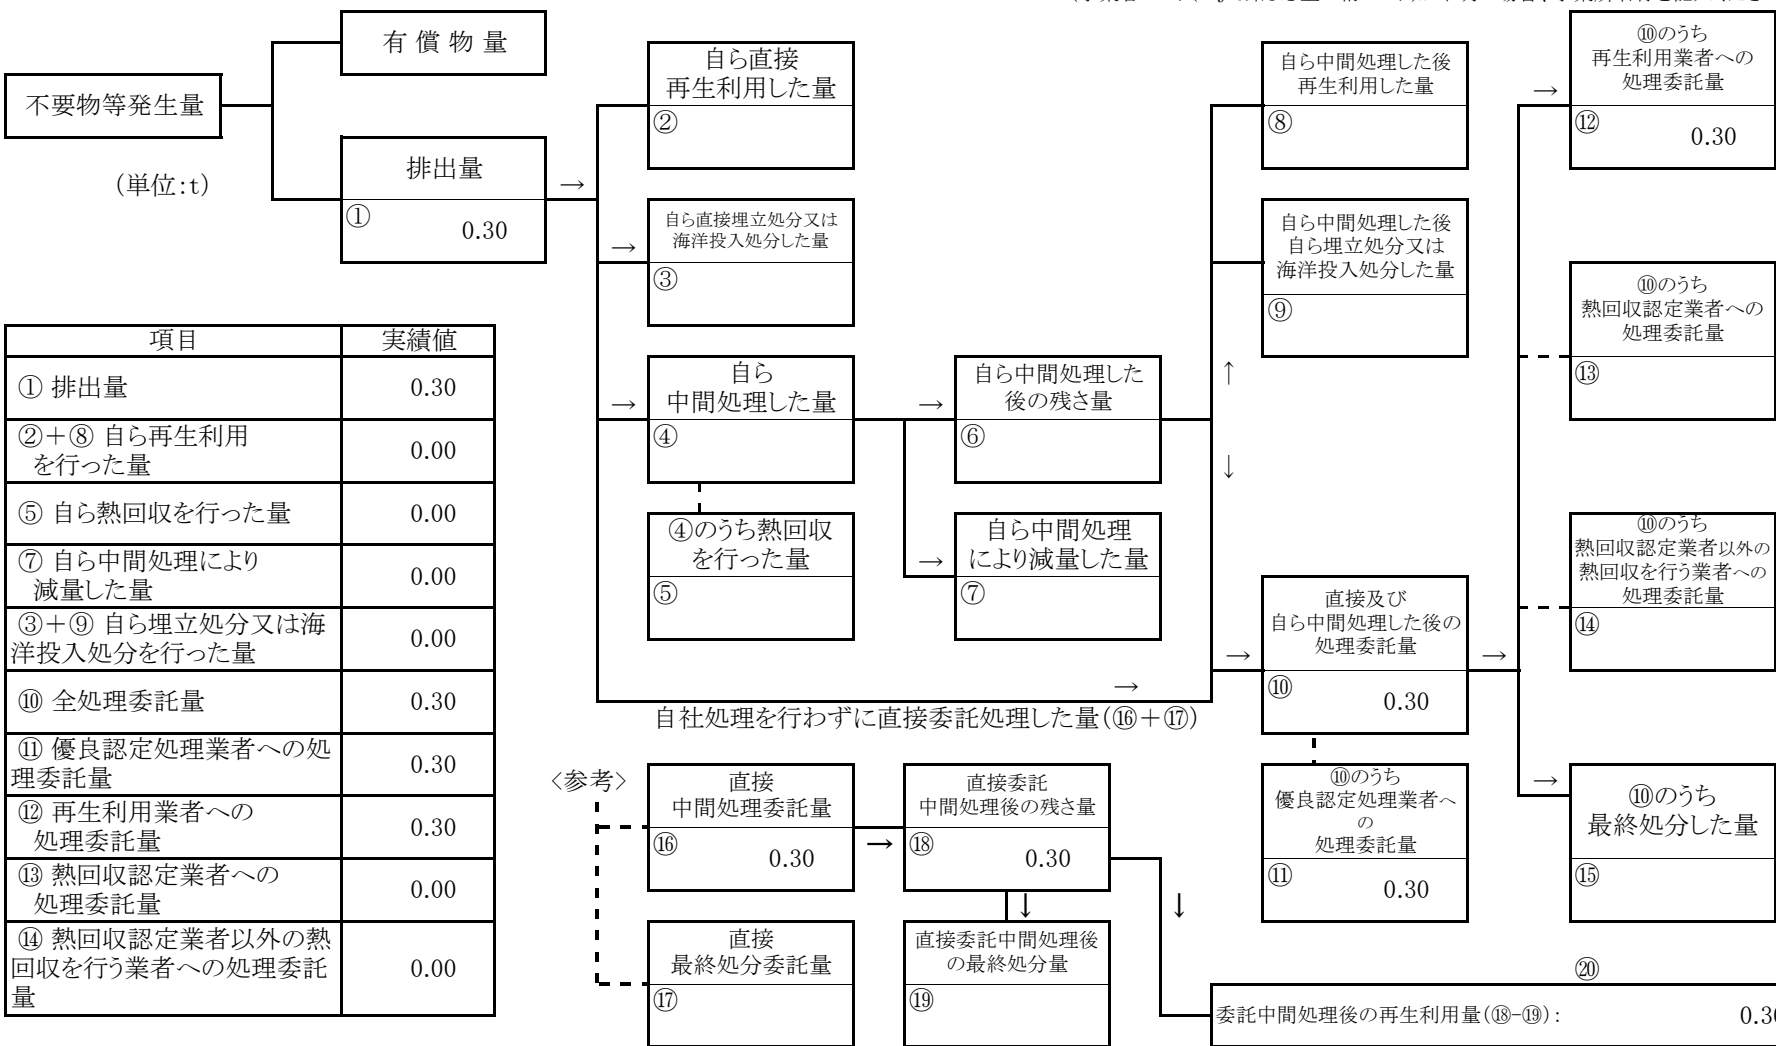 有償物量
不要物等発生量
(単位:t)
排出量
① 0.30
→
自ら直接
再生利用した量
②
→
自ら直接埋立処分又は
海洋投入処分した量
③
→
自ら
中間処理した量
④
④のうち熱回収
を行った量
⑤
→
自ら中間処理した
後の残さ量
⑥
→
自ら中間処理
により減量した量
⑦
↑
↓
自ら中間処理した後
再生利用した量
⑧
自ら中間処理した後
自ら埋立処分又は
海洋投入処分した量
⑨
→
自社処理を行わずに直接委託処理した量(⑯+⑰)
→
直接及び
自ら中間処理した後の
処理委託量
⑩ 0.30
→
⑩のうち
優良認定処理業者へ
の
処理委託量
⑪ 0.30
→
⑩のうち
再生利用業者への
処理委託量
⑫ 0.30
⑩のうち
熱回収認定業者への
処理委託量
⑬
⑩のうち
熱回収認定業者以外の
熱回収を行う業者への
処理委託量
⑭
→
⑩のうち
最終処分した量
⑮
<参考>
直接
中間処理委託量
⑯ 0.30
→
直接委託
中間処理後の残さ量
⑱ 0.30
↓
↓
直接
最終処分委託量
⑰
直接委託中間処理後
の最終処分量
⑲
⑳
委託中間処理後の再生利用量(⑱-⑲):
項目 実績値
① 排出量 0.30
②+⑧ 自ら再生利用
を行った量 0.00
⑤ 自ら熱回収を行った量 0.00
⑦ 自ら中間処理により
減量した量 0.00
③+⑨ 自ら埋立処分又は海
洋投入処分を行った量 0.00
⑩ 全処理委託量 0.30
⑪ 優良認定処理業者への処
理委託量 0.30
⑫ 再生利用業者への
処理委託量 0.30
⑬ 熱回収認定業者への
処理委託量 0.00
⑭ 熱回収認定業者以外の熱
回収を行う業者への処理委託
量 0.00